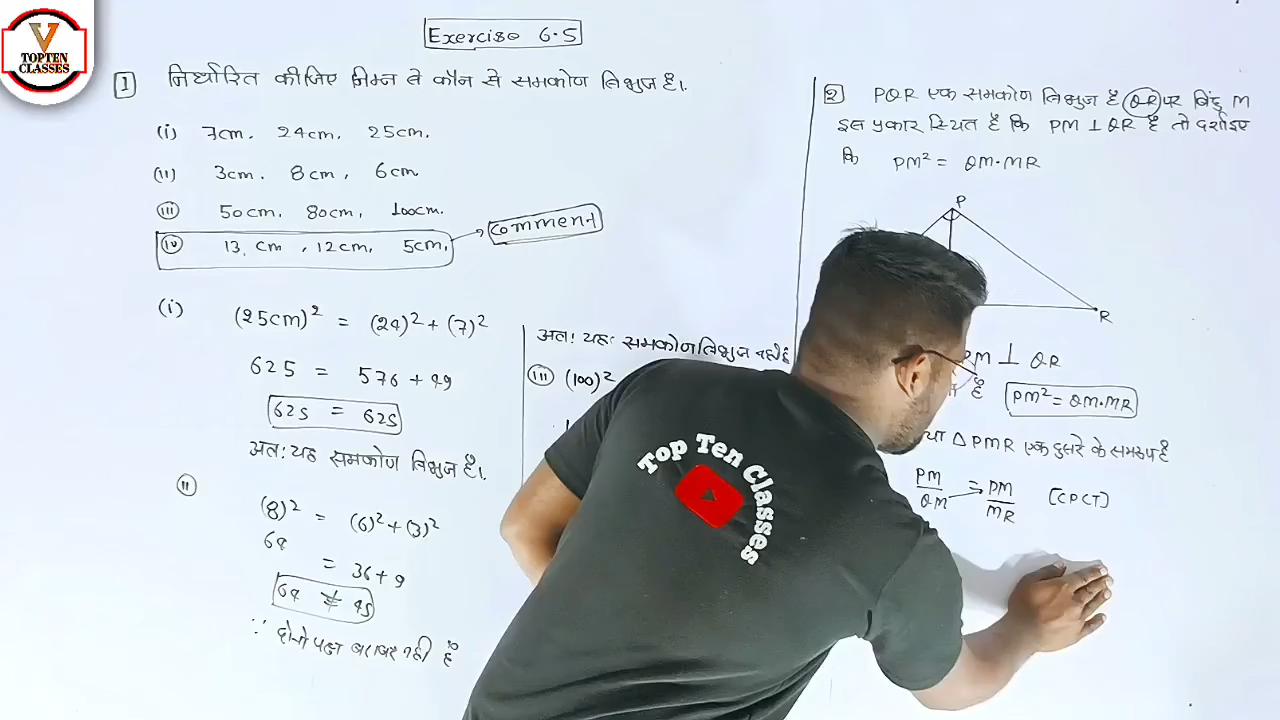 TOPTEN
CLASSES
Exercise 6.5
1 निर्धारित कीजिए निम्न ते कौन से समकोण त्रिभुज है।
(i) 7cm. 24cm, 25cm.
(ii) 3cm. 8cm, 6cm
(iii) 50cm, 80cm, 100cm.
(iv) 13. cm, 12cm, 5cm,
Comment
(i) (25cm)² = (24)² + (7)²
625 = 576 + 49
625 = 625
अतः यह समकोण त्रिभुज है।
ii (8)² = (6)² + (3)²
64
= 36 + 9
64 ≠ 45
∵ दोनो पक्ष बराबर नही है
अतः यहः समकोण त्रिभुज नही है
(iii) (100)²
2 PQR एक समकोण त्रिभुज है QR पर बिंदु M
इस प्रकार स्थित है कि PM ⊥ QR है तो दर्शाइए
कि PM² = QM·MR
P
R
PM ⊥ QR
है PM² = QM·MR
ΔPMR एक दुसरे के समरूप है
PM/QM = PM/MR [CPCT]
Top Ten Classes